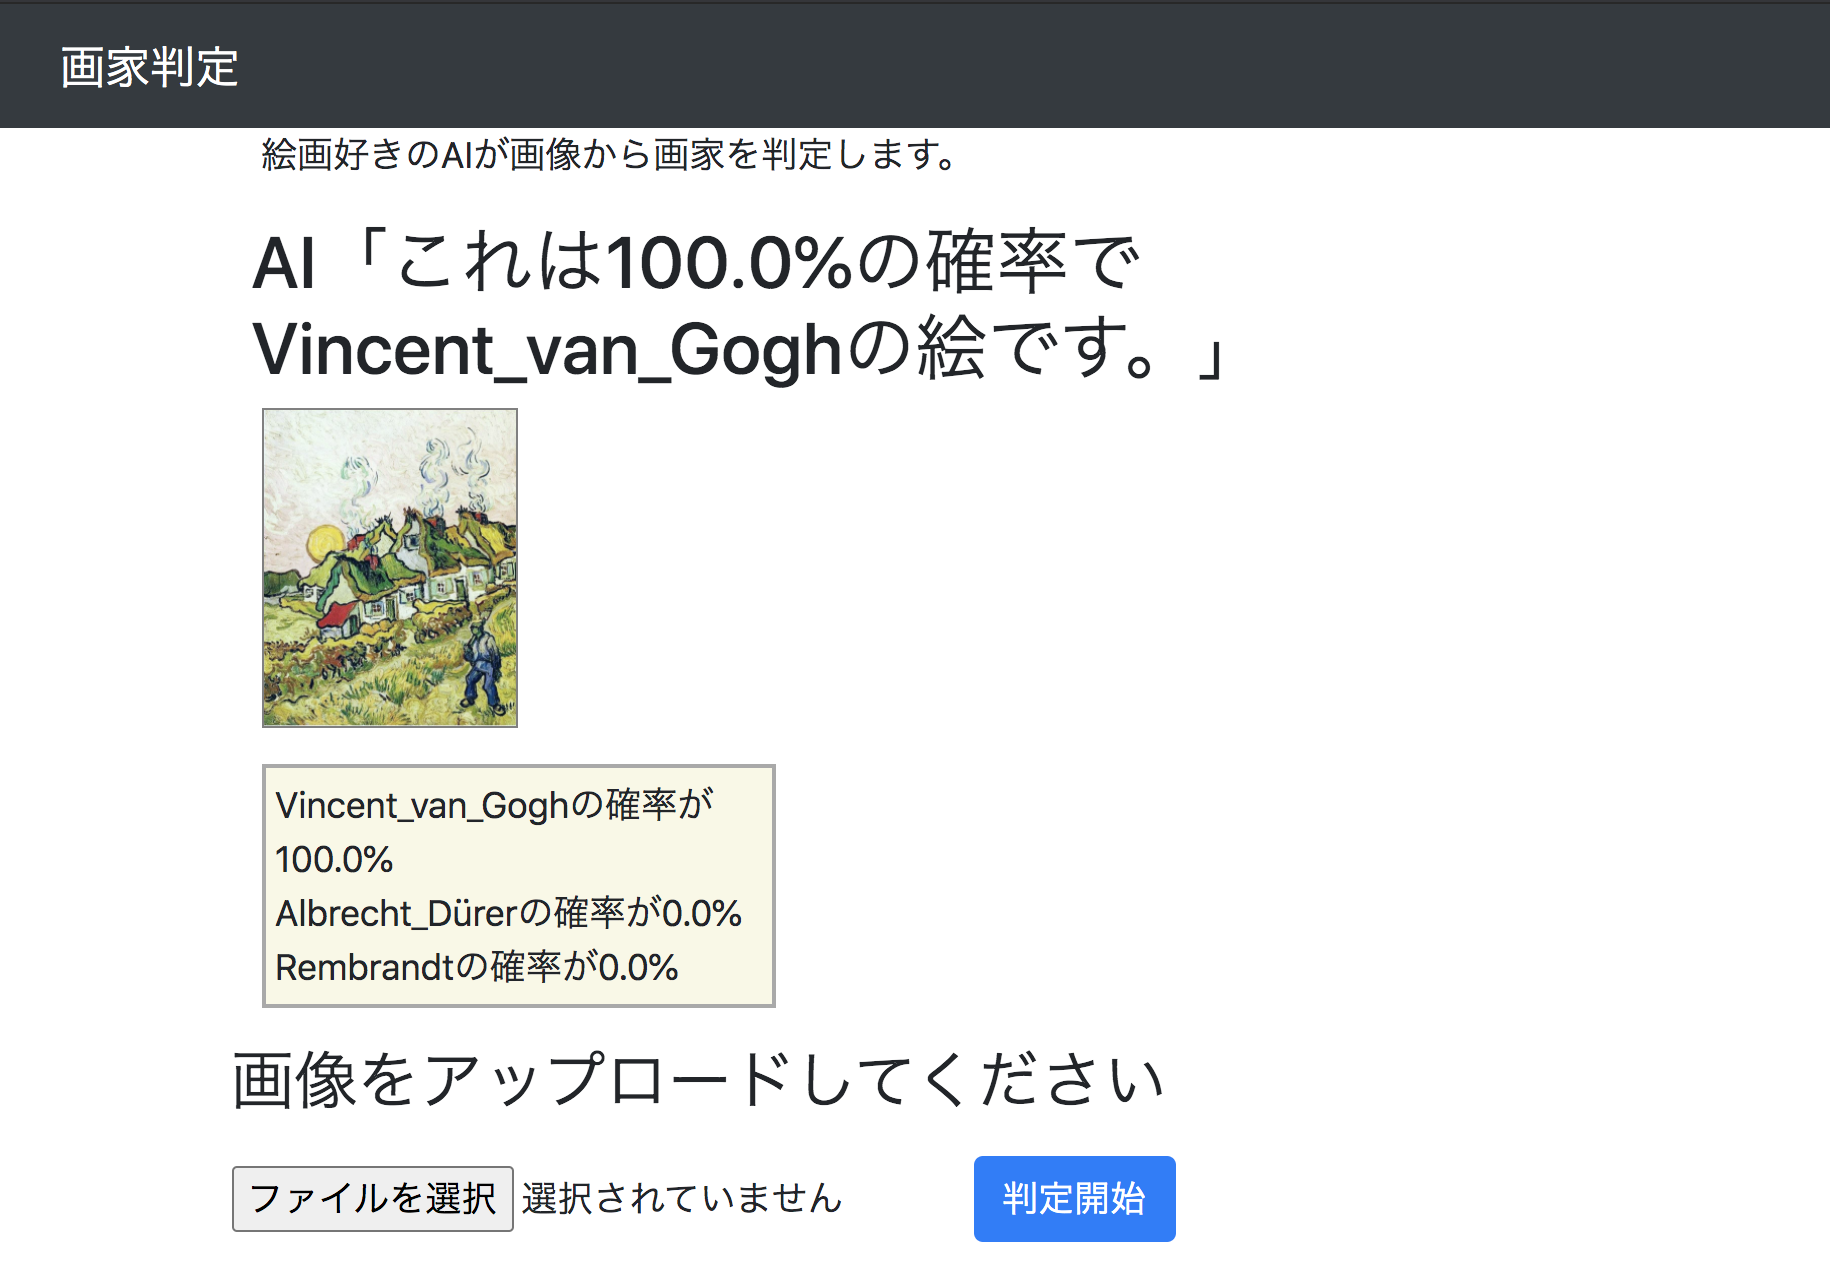 画家判定
絵画好きのAIが画像から画家を判定します。
AI「これは100.0%の確率で
Vincent_van_Goghの絵です。」
Vincent_van_Goghの確率が
100.0%
Albrecht_Dürerの確率が0.0%
Rembrandtの確率が0.0%
画像をアップロードしてください
ファイルを選択 選択されていません 判定開始